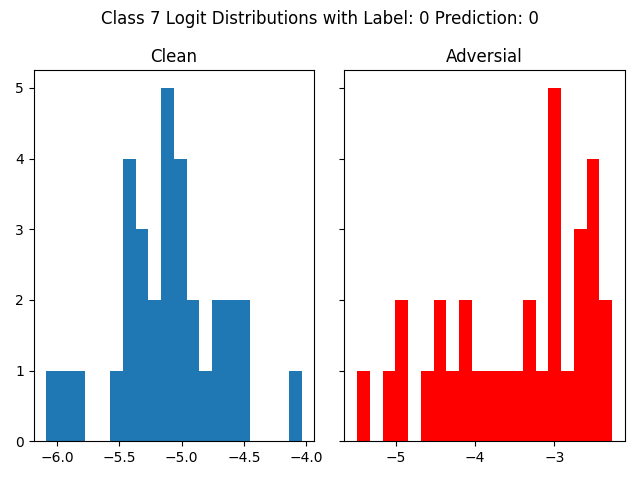 Class 7 Logit Distributions with Label: 0 Prediction: 0
Clean
Adversial
5
4
3
2
1
0
−6.0 −5.5 −5.0 −4.5 −4.0
−5 −4 −3